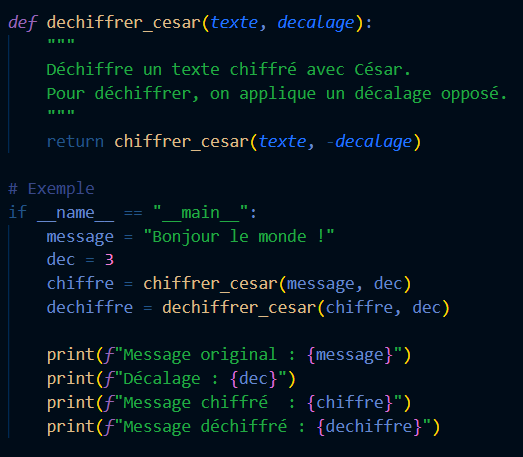 def dechiffrer_cesar(texte, decalage):
    """
    Déchiffre un texte chiffré avec César.
    Pour déchiffrer, on applique un décalage opposé.
    """
    return chiffrer_cesar(texte, -decalage)

# Exemple
if __name__ == "__main__":
    message = "Bonjour le monde !"
    dec = 3
    chiffre = chiffrer_cesar(message, dec)
    dechiffre = dechiffrer_cesar(chiffre, dec)

    print(f"Message original : {message}")
    print(f"Décalage : {dec}")
    print(f"Message chiffré  : {chiffre}")
    print(f"Message déchiffré : {dechiffre}")